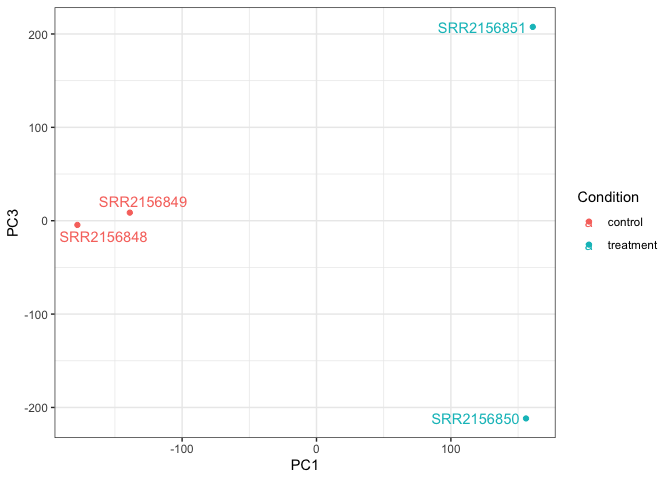 200
100
0
-100
-200
PC3
SRR2156851
SRR2156849
SRR2156848
SRR2156850
-100
0
100
PC1
Condition
a control
a treatment